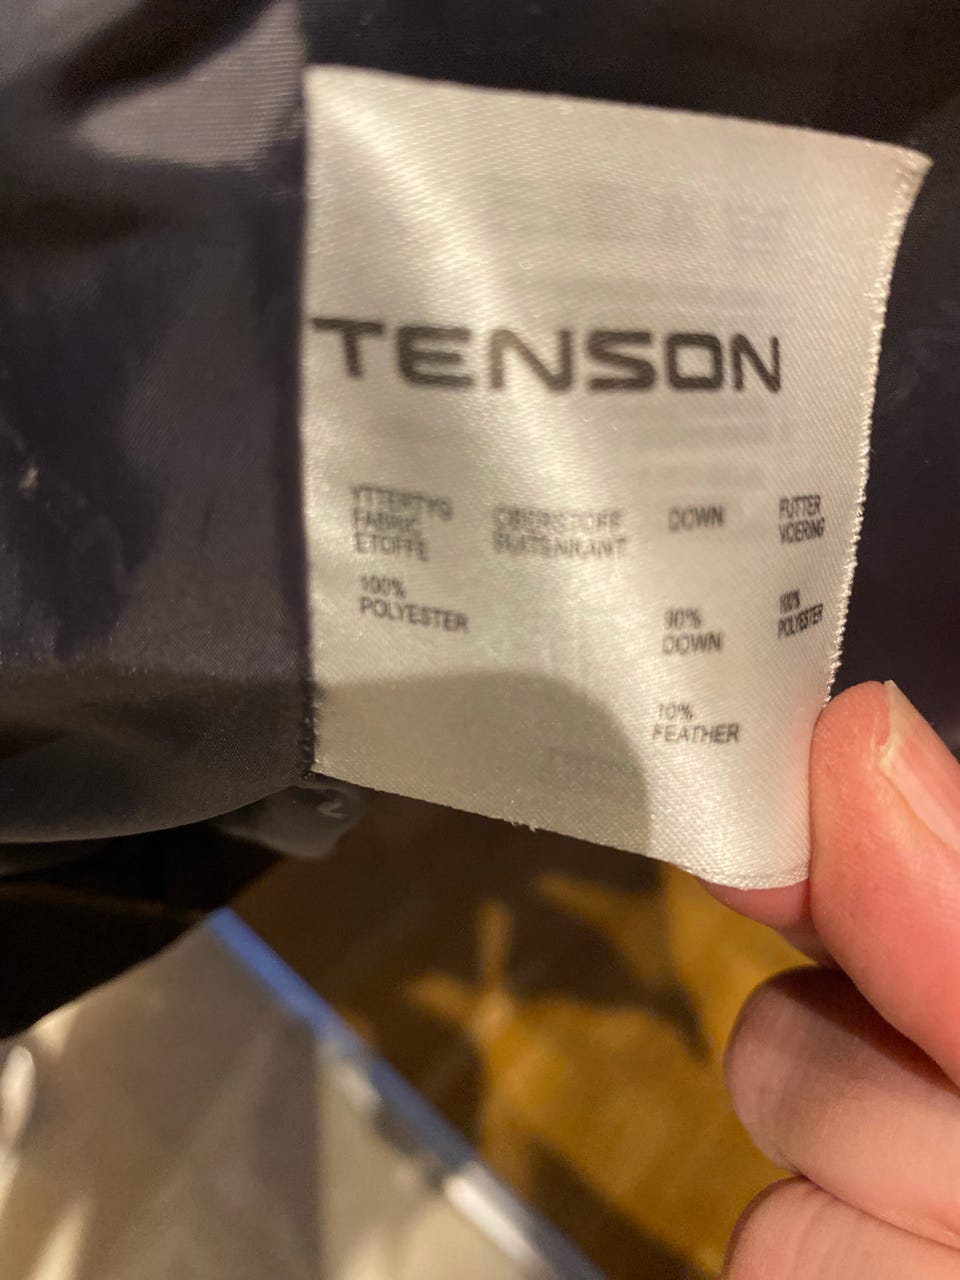 TENSON
YTTERTYG
FABRIC
ETOFFE
OBERSTOFF
BUITENKANT
DOWN
FUTTER
VOERING
100%
POLYESTER
90%
DOWN
100%
POLYESTER
10%
FEATHER